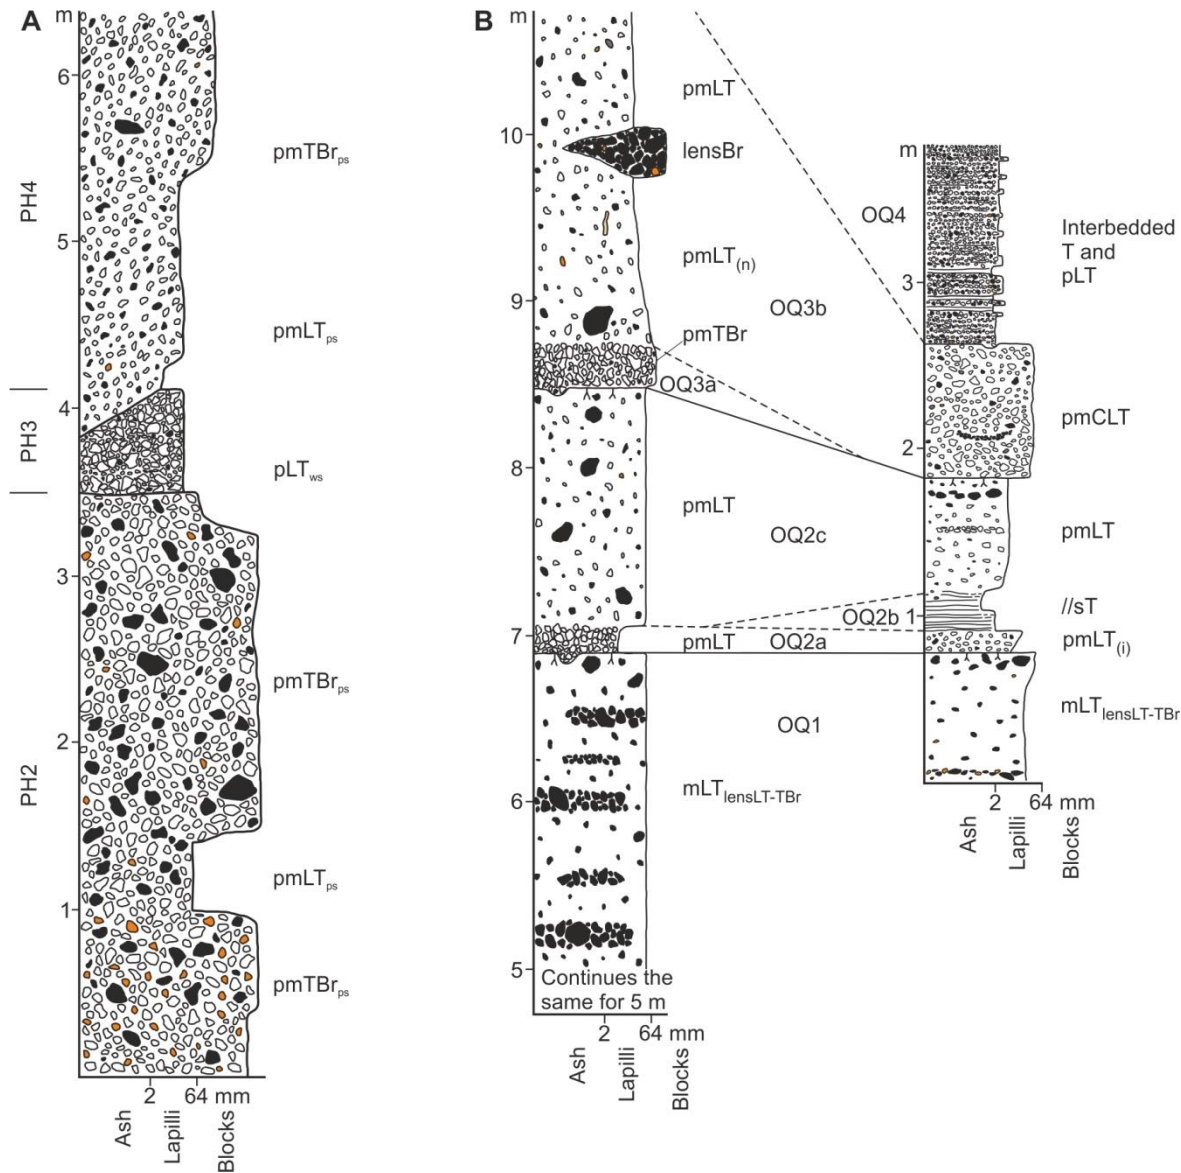 A
m
6
5
4
3
2
1
PH4
PH3
PH2
pmTBrps
pmLTps
pLTws
pmTBrps
pmLTps
pmTBrps
2 64 mm
Ash
Lapilli
Blocks
B
m
10
9
8
7
6
5
pmLT
lensBr
pmLT(n)
OQ3b
pmTBr
OQ3a
pmLT
OQ2c
pmLT
OQ2a
OQ1
mLTlensLT-TBr
Continues the
same for 5 m
2 64 mm
Ash
Lapilli
Blocks
m
3
2
1
OQ4
OQ2b
Interbedded
T and
pLT
pmCLT
pmLT
//sT
pmLT(i)
mLTlensLT-TBr
2 64 mm
Ash
Lapilli
Blocks